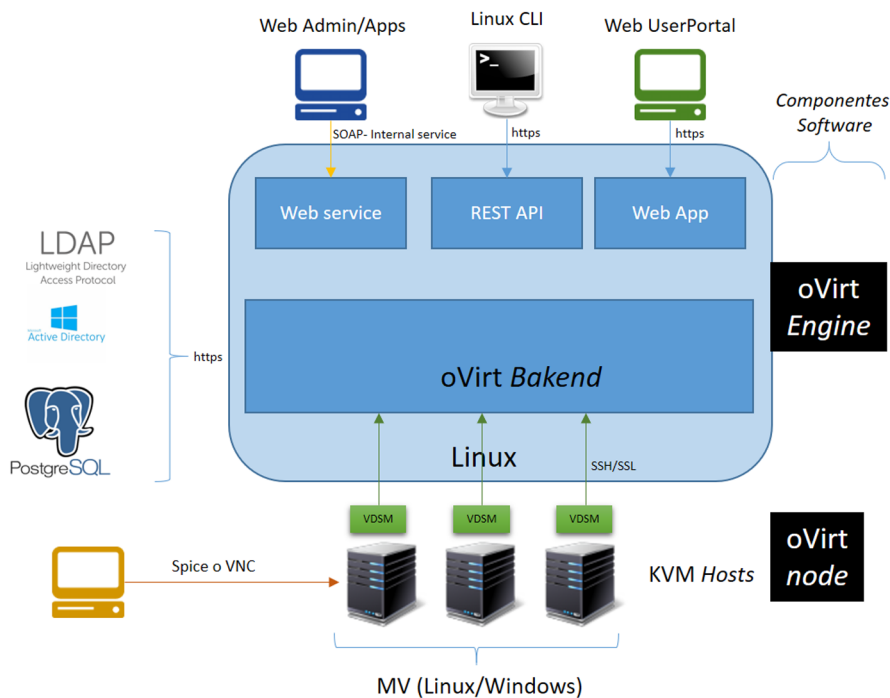 Web Admin/Apps
Linux CLI
Web UserPortal
>_
Componentes
Software
SOAP- Internal service
https
https
Web service
REST API
Web App
LDAP
Lightweight Directory
Access Protocol
Microsoft
Active Directory
https
PostgreSQL
oVirt
Engine
oVirt Bakend
Linux
SSH/SSL
VDSM
VDSM
VDSM
Spice o VNC
KVM Hosts
oVirt
node
MV (Linux/Windows)